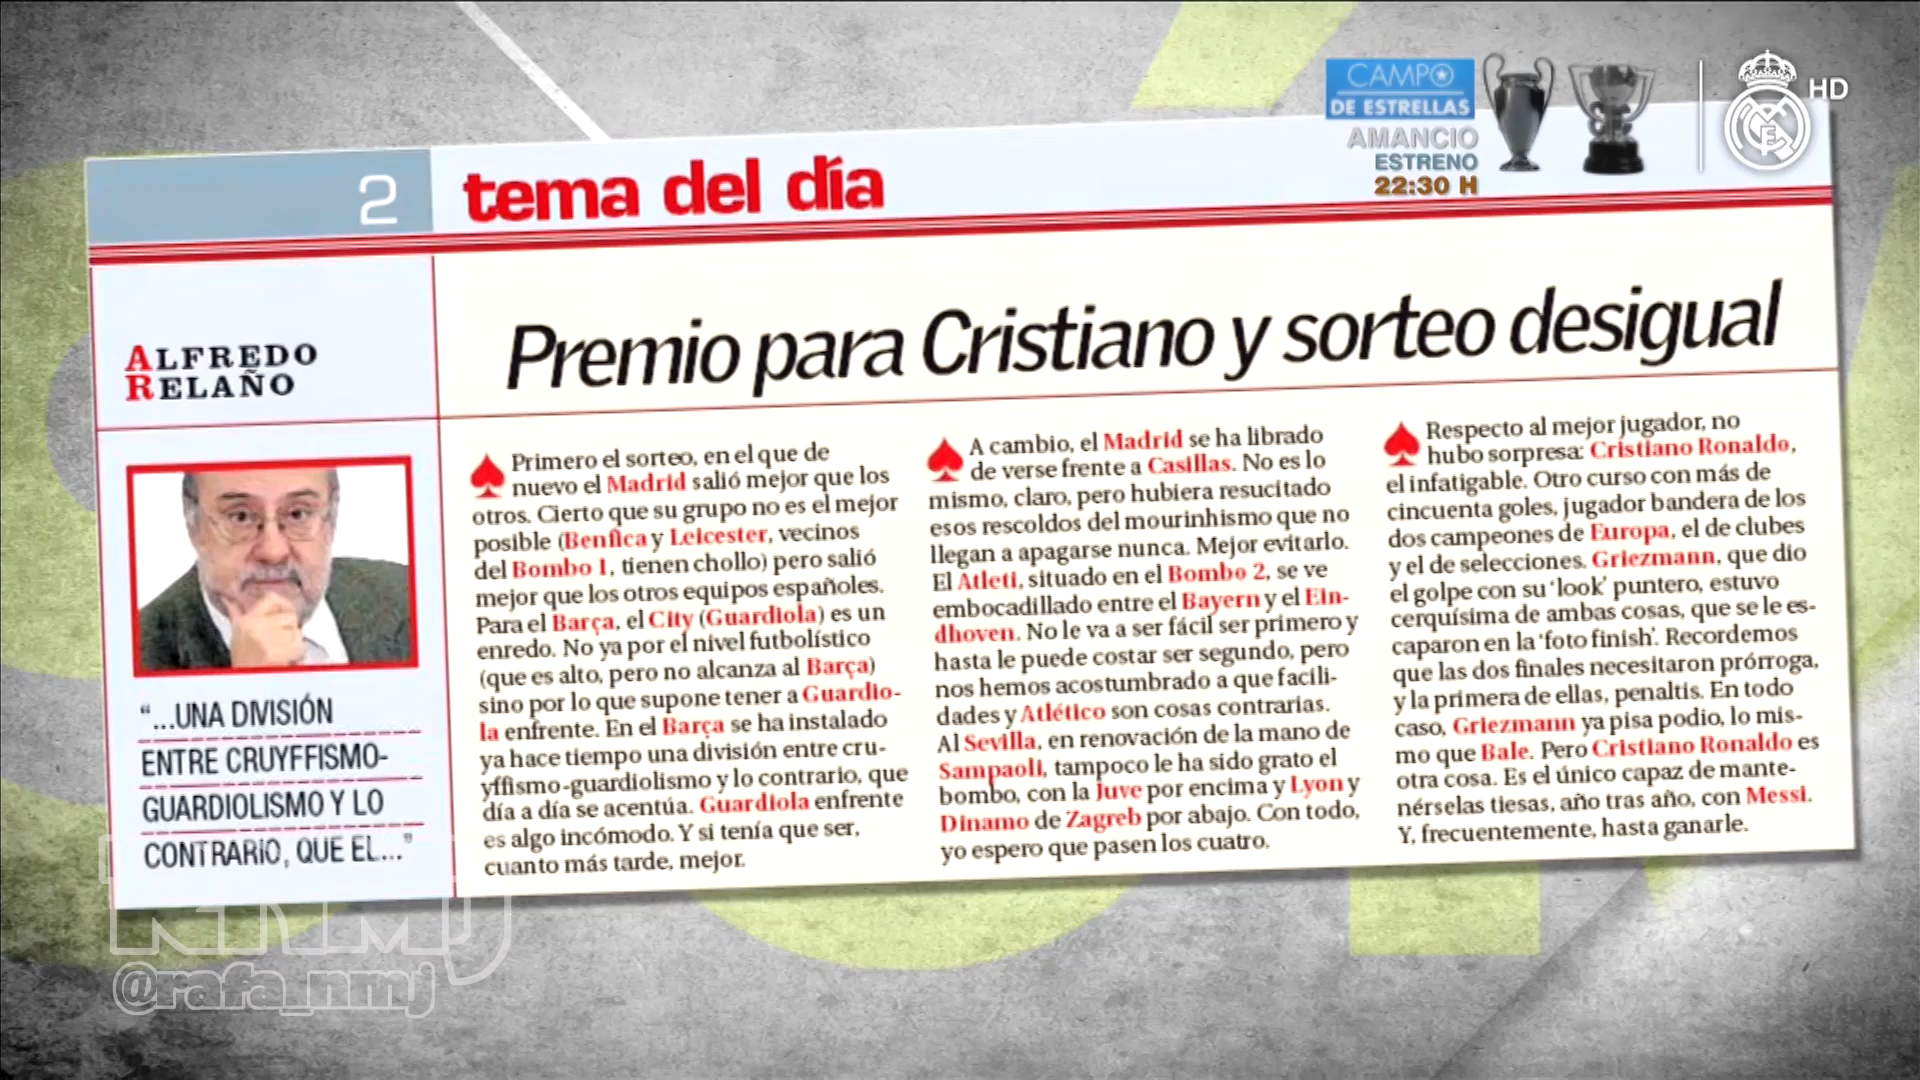 CAMPO
DE ESTRELLAS
AMANCIO
ESTRENO
22:30 H
HD
2
tema del día
ALFREDO
RELAÑO
Premio para Cristiano y sorteo desigual
“...UNA DIVISIÓN
ENTRE CRUYFFISMO-
GUARDIOLISMO Y LO
CONTRARIO, QUE EL...”
Primero el sorteo, en el que de
nuevo el Madrid salió mejor que los
otros. Cierto que su grupo no es el mejor
posible (Benfica y Leicester, vecinos
del Bombo 1, tienen chollo) pero salió
mejor que los otros equipos españoles.
Para el Barça, el City (Guardiola) es un
enredo. No ya por el nivel futbolístico
(que es alto, pero no alcanza al Barça)
sino por lo que supone tener a Guardio-
la enfrente. En el Barça se ha instalado
ya hace tiempo una división entre cru-
yffismo-guardiolismo y lo contrario, que
día a día se acentúa. Guardiola enfrente
es algo incómodo. Y si tenía que ser,
cuanto más tarde, mejor.
A cambio, el Madrid se ha librado
de verse frente a Casillas. No es lo
mismo, claro, pero hubiera resucitado
esos rescoldos del mourinhismo que no
llegan a apagarse nunca. Mejor evitarlo.
El Atleti, situado en el Bombo 2, se ve
embocadillado entre el Bayern y el Ein-
dhoven. No le va a ser fácil ser primero y
hasta le puede costar ser segundo, pero
nos hemos acostumbrado a que facili-
dades y Atlético son cosas contrarias.
Al Sevilla, en renovación de la mano de
Sampaoli, tampoco le ha sido grato el
bombo, con la Juve por encima y Lyon y
Dinamo de Zagreb por abajo. Con todo,
yo espero que pasen los cuatro.
Respecto al mejor jugador, no
hubo sorpresa: Cristiano Ronaldo,
el infatigable. Otro curso con más de
cincuenta goles, jugador bandera de los
dos campeones de Europa, el de clubes
y el de selecciones. Griezmann, que dio
el golpe con su ‘look’ puntero, estuvo
cerquísima de ambas cosas, que se le es-
caparon en la ‘foto finish’. Recordemos
que las dos finales necesitaron prórroga,
y la primera de ellas, penaltis. En todo
caso, Griezmann ya pisa podio, lo mis-
mo que Bale. Pero Cristiano Ronaldo es
otra cosa. Es el único capaz de mante-
nérselas tiesas, año tras año, con Messi.
Y, frecuentemente, hasta ganarle.
@rafa_nmj